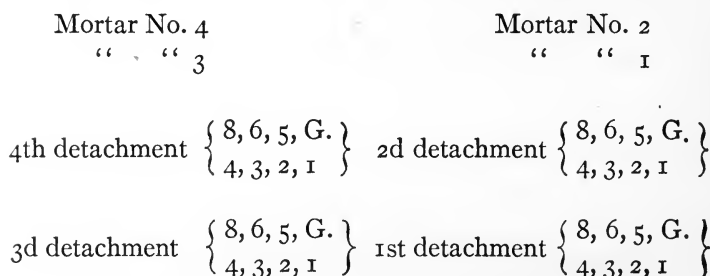 Mortar No. 4 Mortar No. 2
“ “ 3 “ “ 1
4th detachment { 8, 6, 5, G. } 2d detachment { 8, 6, 5, G. }
{ 4, 3, 2, 1 } { 4, 3, 2, 1 }
3d detachment { 8, 6, 5, G. } 1st detachment { 8, 6, 5, G. }
{ 4, 3, 2, 1 } { 4, 3, 2, 1 }